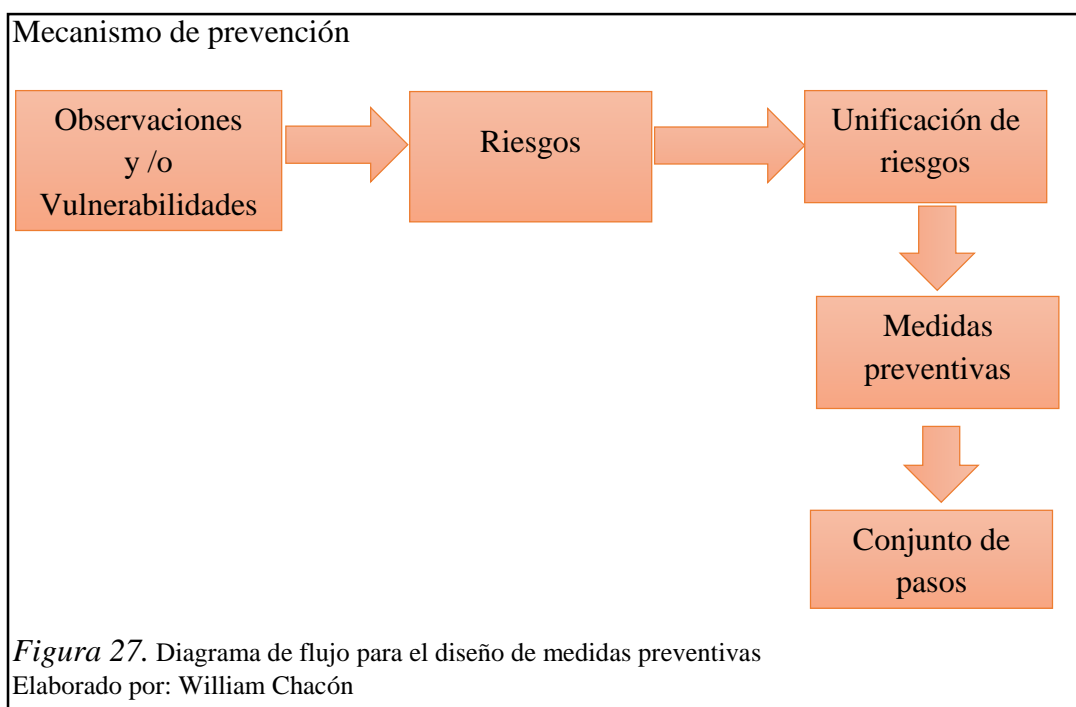 Mecanismo de prevención
Observaciones
y /o
Vulnerabilidades
Riesgos
Unificación de
riesgos
Medidas
preventivas
Conjunto de
pasos
Figura 27. Diagrama de flujo para el diseño de medidas preventivas
Elaborado por: William Chacón